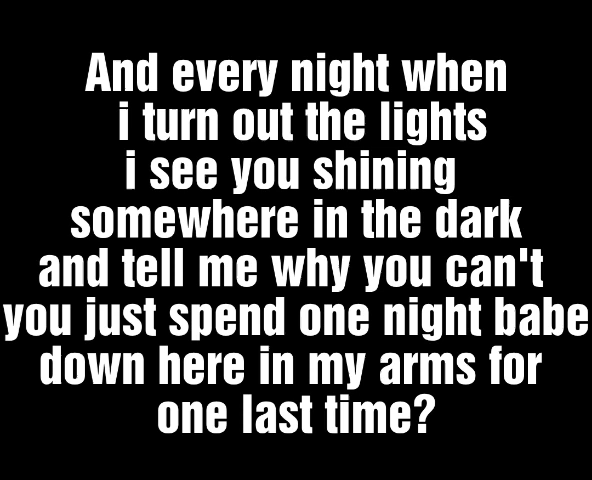 And every night when
i turn out the lights
i see you shining
somewhere in the dark
and tell me why you can't
you just spend one night babe
down here in my arms for
one last time?